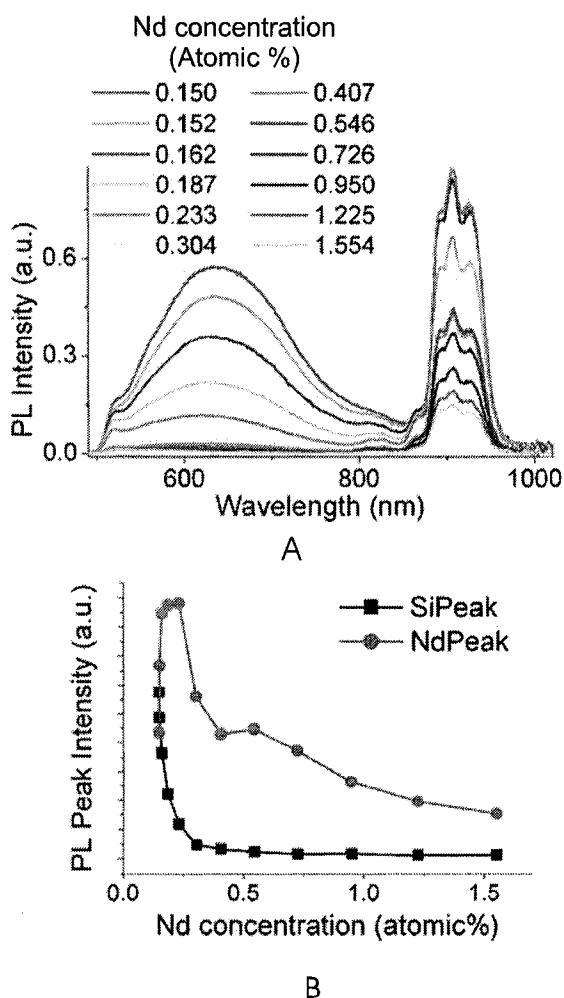 Nd concentration
(Atomic %)
0.150 0.407
0.152 0.546
0.162 0.726
0.187 0.950
0.233 1.225
0.304 1.554
PL Intensity (a.u.)
0.6
0.3
0.0
600 800 1000
Wavelength (nm)
A
SiPeak
NdPeak
PL Peak Intensity (a.u.)
0.0 0.5 1.0 1.5
Nd concentration (atomic%)
B